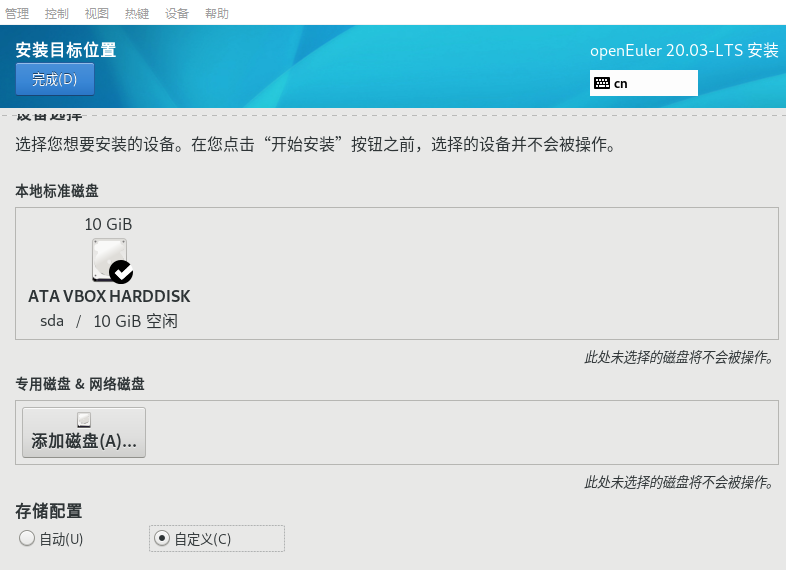 管理 控制 视图 热键 设备 帮助
安装目标位置
openEuler 20.03-LTS 安装
完成(D)
cn
设备选择
选择您想要安装的设备。在您点击“开始安装”按钮之前，选择的设备并不会被操作。
本地标准磁盘
10 GiB
ATA VBOX HARDDISK
sda / 10 GiB 空闲
此处未选择的磁盘将不会被操作。
专用磁盘 & 网络磁盘
添加磁盘(A)...
此处未选择的磁盘将不会被操作。
存储配置
自动(U) 自定义(C)